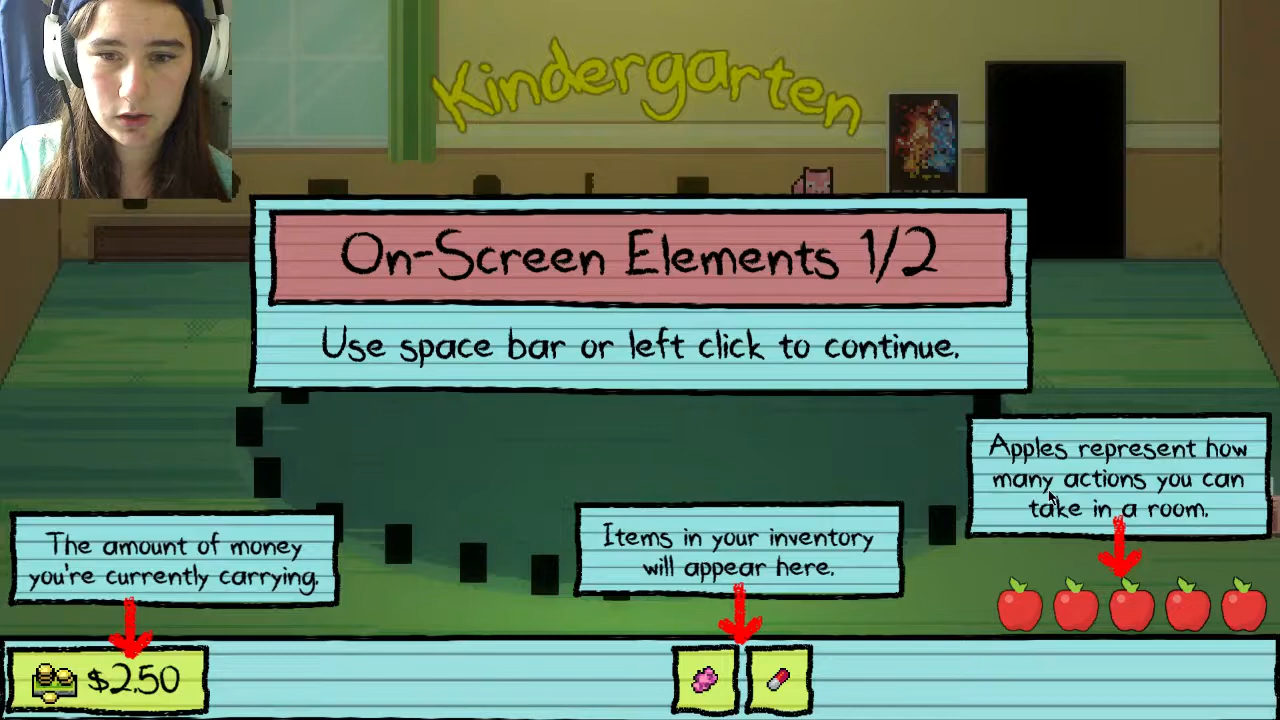 Kindergarten
On-Screen Elements 1/2
Use space bar or left click to continue.
Apples represent how
many actions you can
take in a room.
The amount of money
you're currently carrying.
Items in your inventory
will appear here.
$2.50